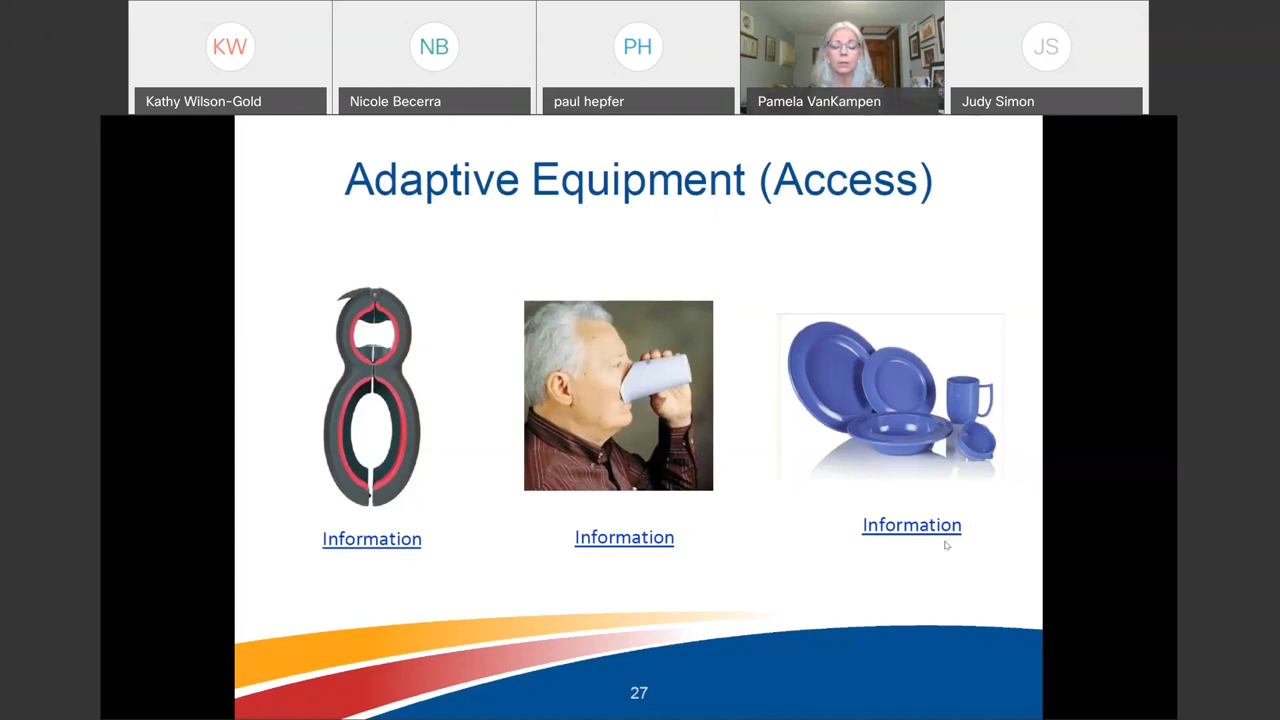 KW
NB
PH
JS
Kathy Wilson-Gold
Nicole Becerra
paul hepfer
Pamela VanKampen
Judy Simon
Adaptive Equipment (Access)
Information
Information
Information
27